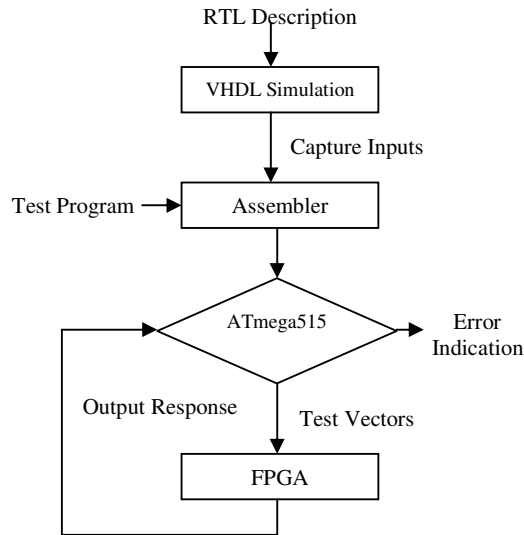 RTL Description
VHDL Simulation
Capture Inputs
Test Program
Assembler
ATmega515
Error
Indication
Output Response
Test Vectors
FPGA